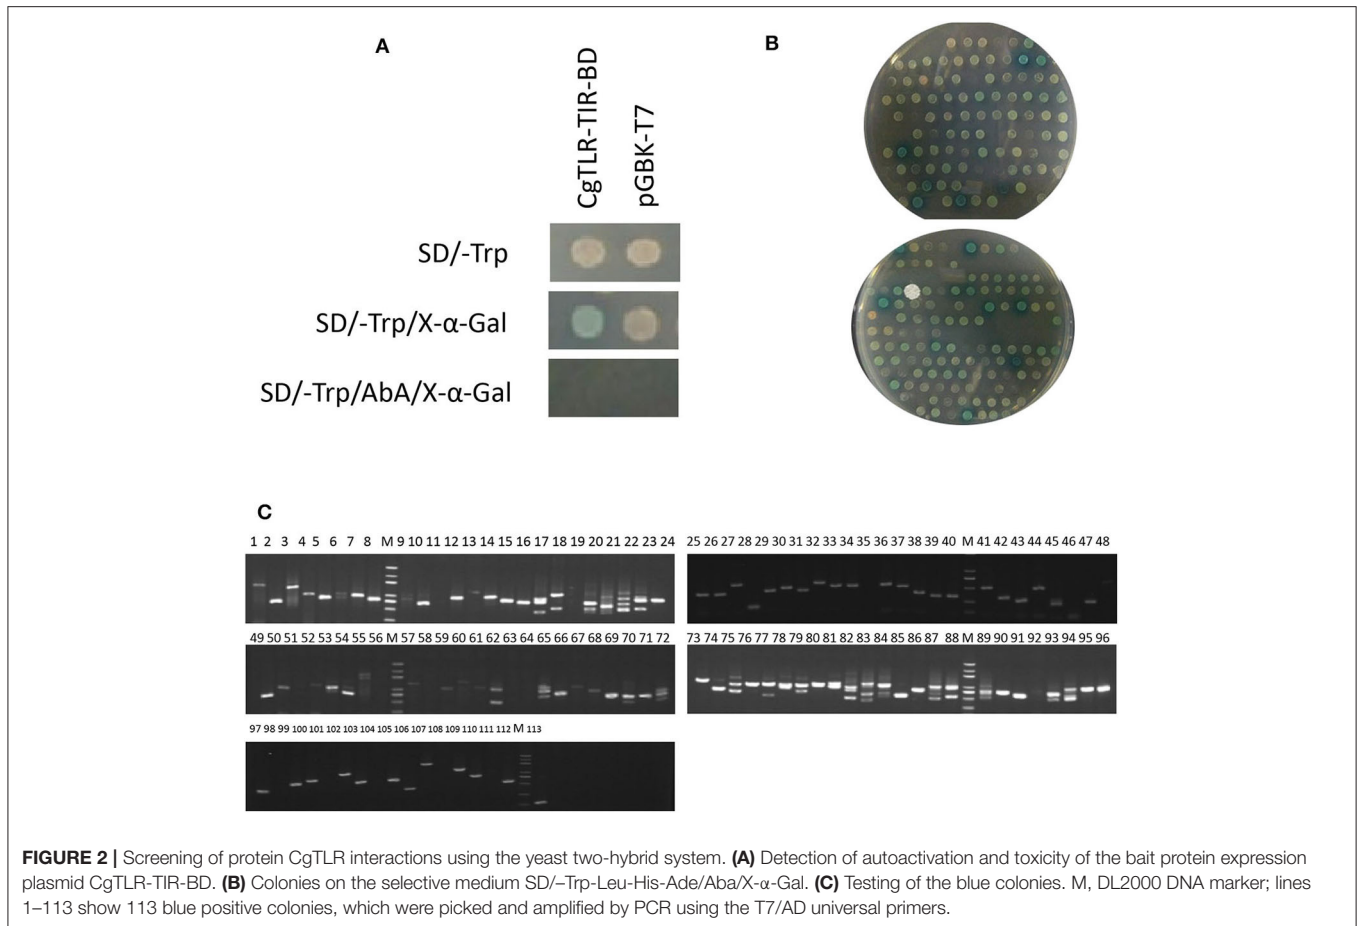 A
B
CgTLR-TIR-BD
pGBK-T7
SD/-Trp
SD/-Trp/X-α-Gal
SD/-Trp/AbA/X-α-Gal
C
1 2 3 4 5 6 7 8 M 9 10 11 12 13 14 15 16 17 18 19 20 21 22 23 24
25 26 27 28 29 30 31 32 33 34 35 36 37 38 39 40 M 41 42 43 44 45 46 47 48
49 50 51 52 53 54 55 56 M 57 58 59 60 61 62 63 64 65 66 67 68 69 70 71 72
73 74 75 76 77 78 79 80 81 82 83 84 85 86 87 88 M 89 90 91 92 93 94 95 96
97 98 99 100 101 102 103 104 105 106 107 108 109 110 111 112 M 113
FIGURE 2 | Screening of protein CgTLR interactions using the yeast two-hybrid system. (A) Detection of autoactivation and toxicity of the bait protein expression
plasmid CgTLR-TIR-BD. (B) Colonies on the selective medium SD/–Trp-Leu-His-Ade/Aba/X-α-Gal. (C) Testing of the blue colonies. M, DL2000 DNA marker; lines
1–113 show 113 blue positive colonies, which were picked and amplified by PCR using the T7/AD universal primers.